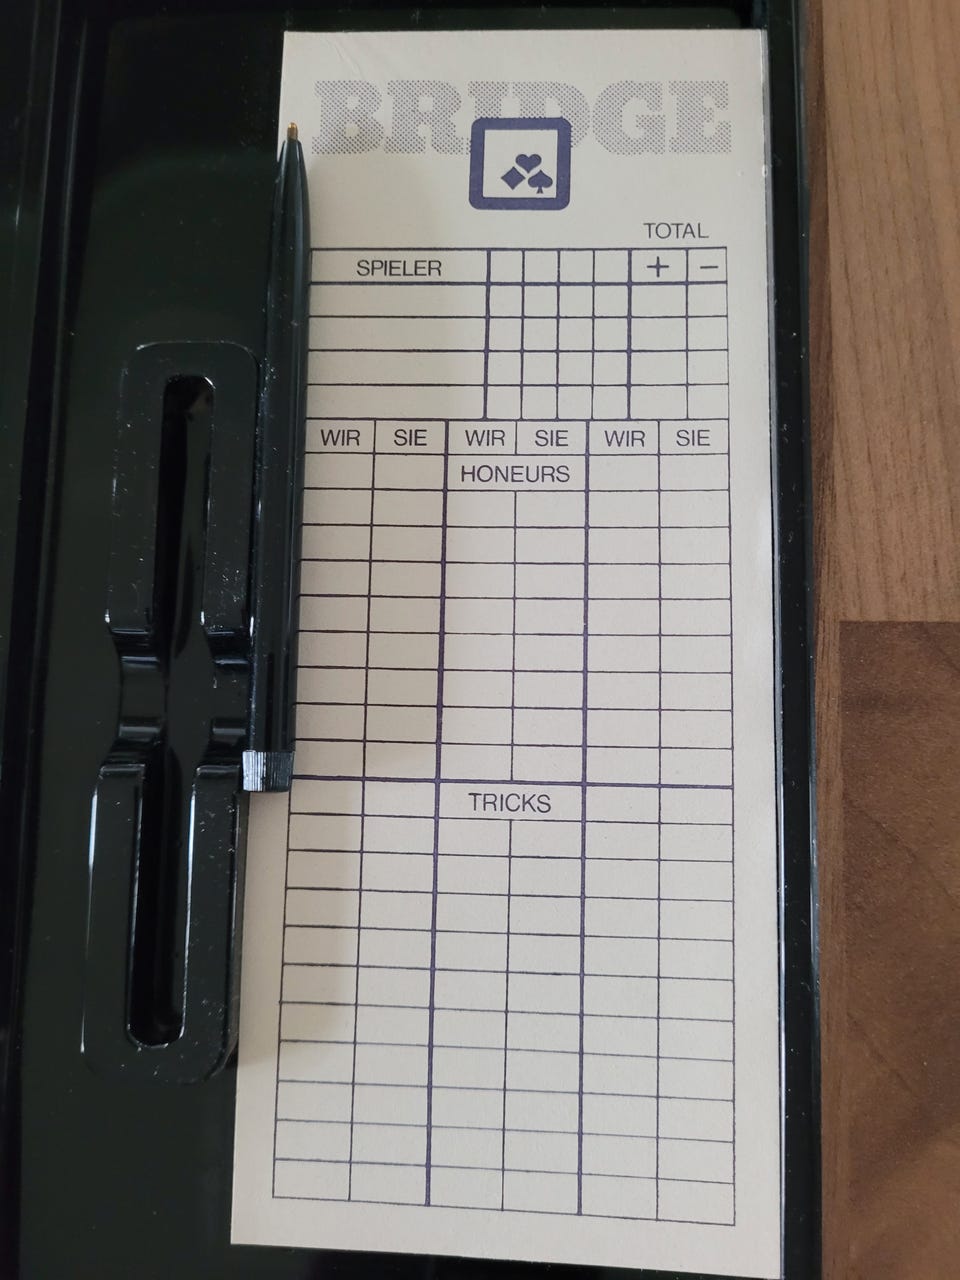 BRIDGE
TOTAL
SPIELER + −
WIR SIE WIR SIE WIR SIE
HONEURS
TRICKS